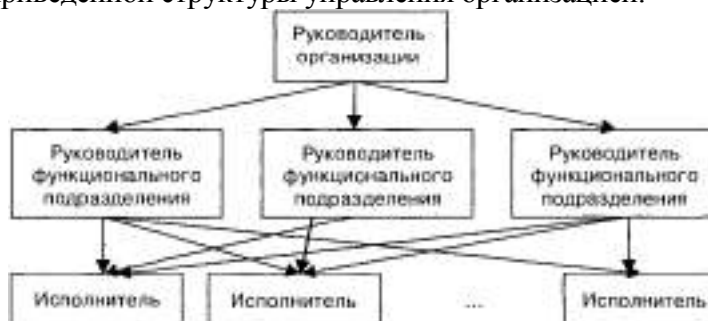 приведенной структуры управления организацией.
Руководитель
организации
Руководитель
функционального
подразделения
Руководитель
функционального
подразделения
Руководитель
функционального
подразделения
Исполнитель
Исполнитель
...
Исполнитель